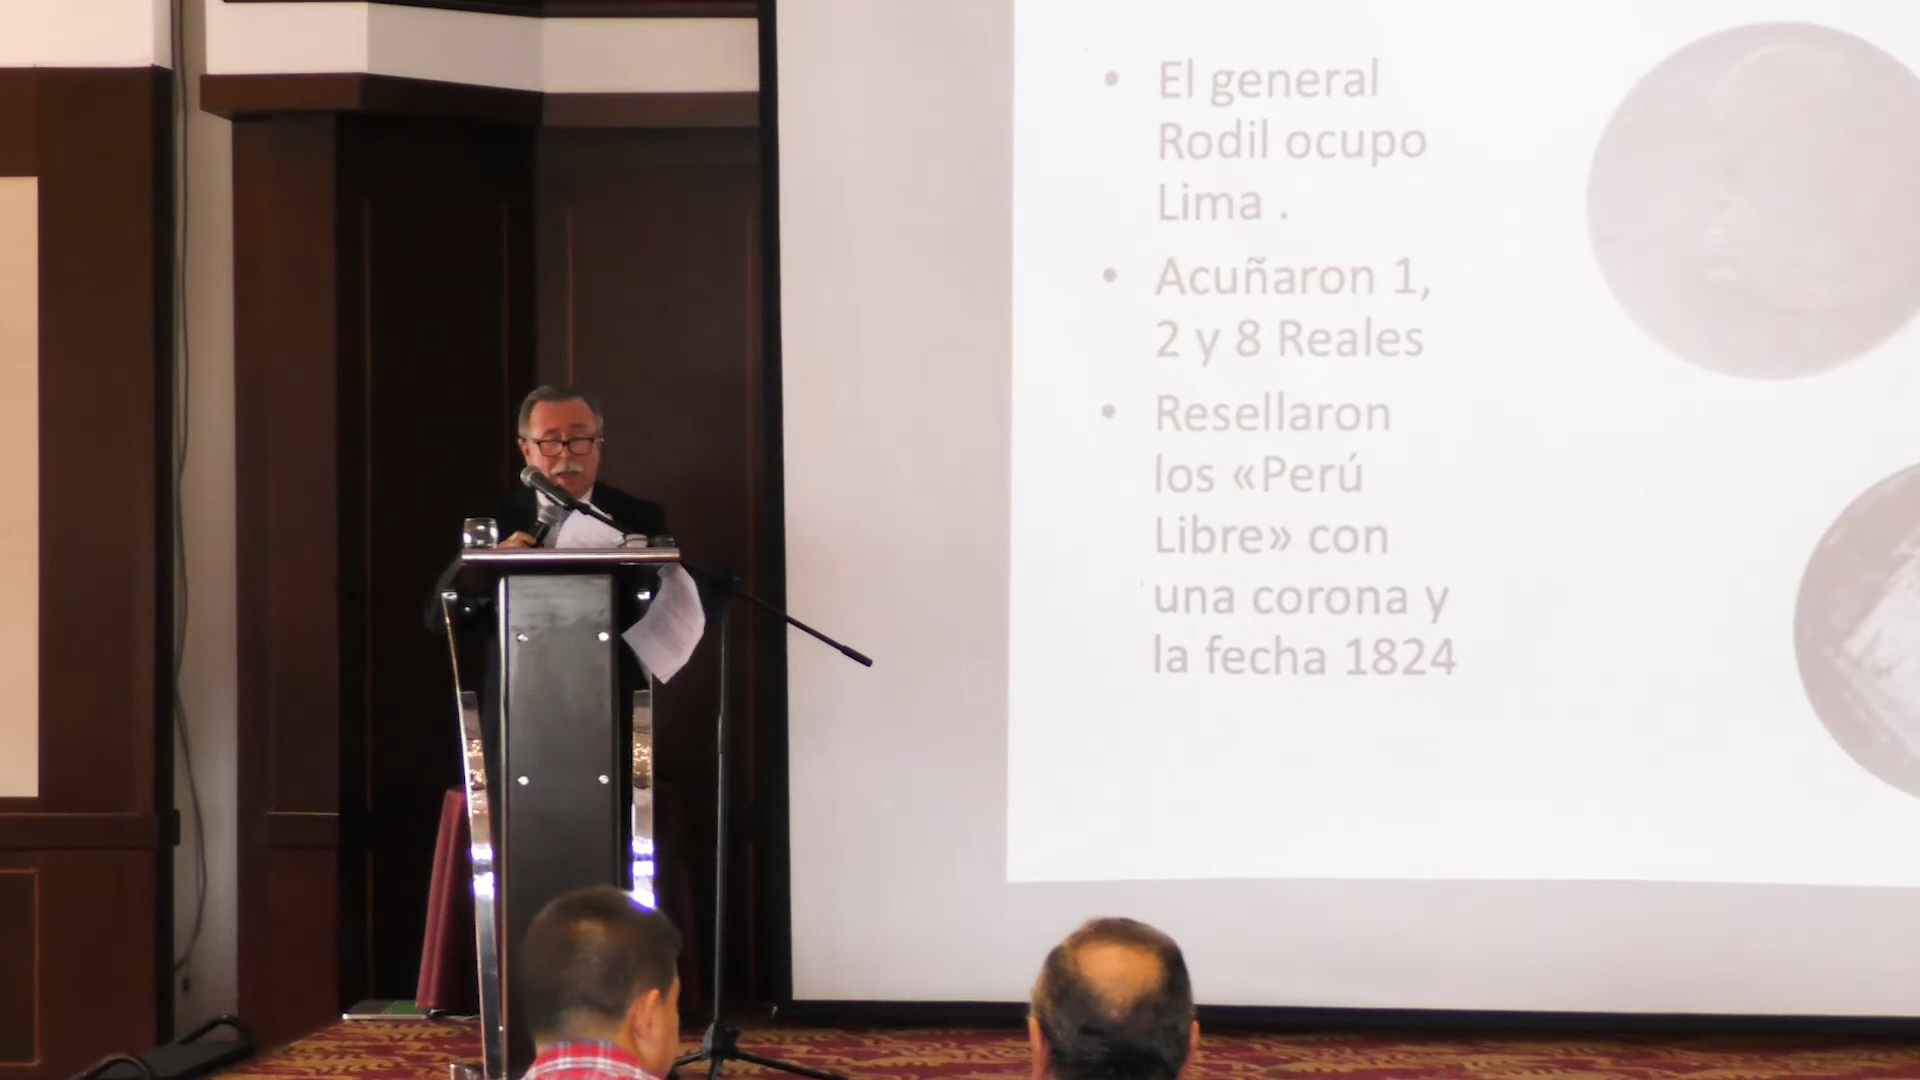 • El general
Rodil ocupo
Lima .
• Acuñaron 1,
2 y 8 Reales
• Resellaron
los «Perú
Libre» con
una corona y
la fecha 1824